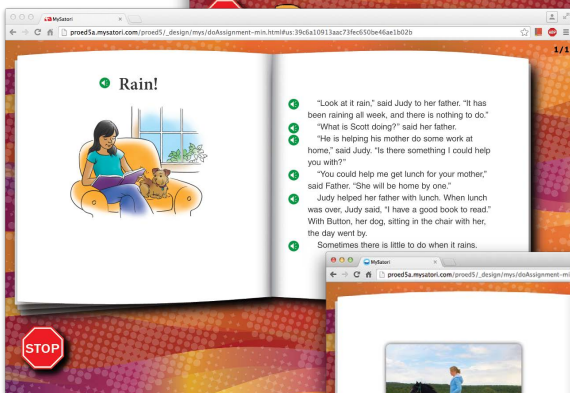 MySatori
proed5a.mysatori.com/proed5/_design/mys/doAssignment-min.html#us:39c6a10913aac73fec650be46ae1b02b
1/1
Rain!
"Look at it rain," said Judy to her father. "It has
been raining all week, and there is nothing to do."
"What is Scott doing?" said her father.
"He is helping his mother do some work at
home," said Judy. "Is there something I could help
you with?"
"You could help me get lunch for your mother,"
said Father. "She will be home by one."
Judy helped her father with lunch. When lunch
was over, Judy said, "I have a good book to read."
With Button, her dog, sitting in the chair with her,
the day went by.
Sometimes there is little to do when it rains.
STOP
MySatori
proed5a.mysatori.com/proed5/_design/mys/doAssignment-mi